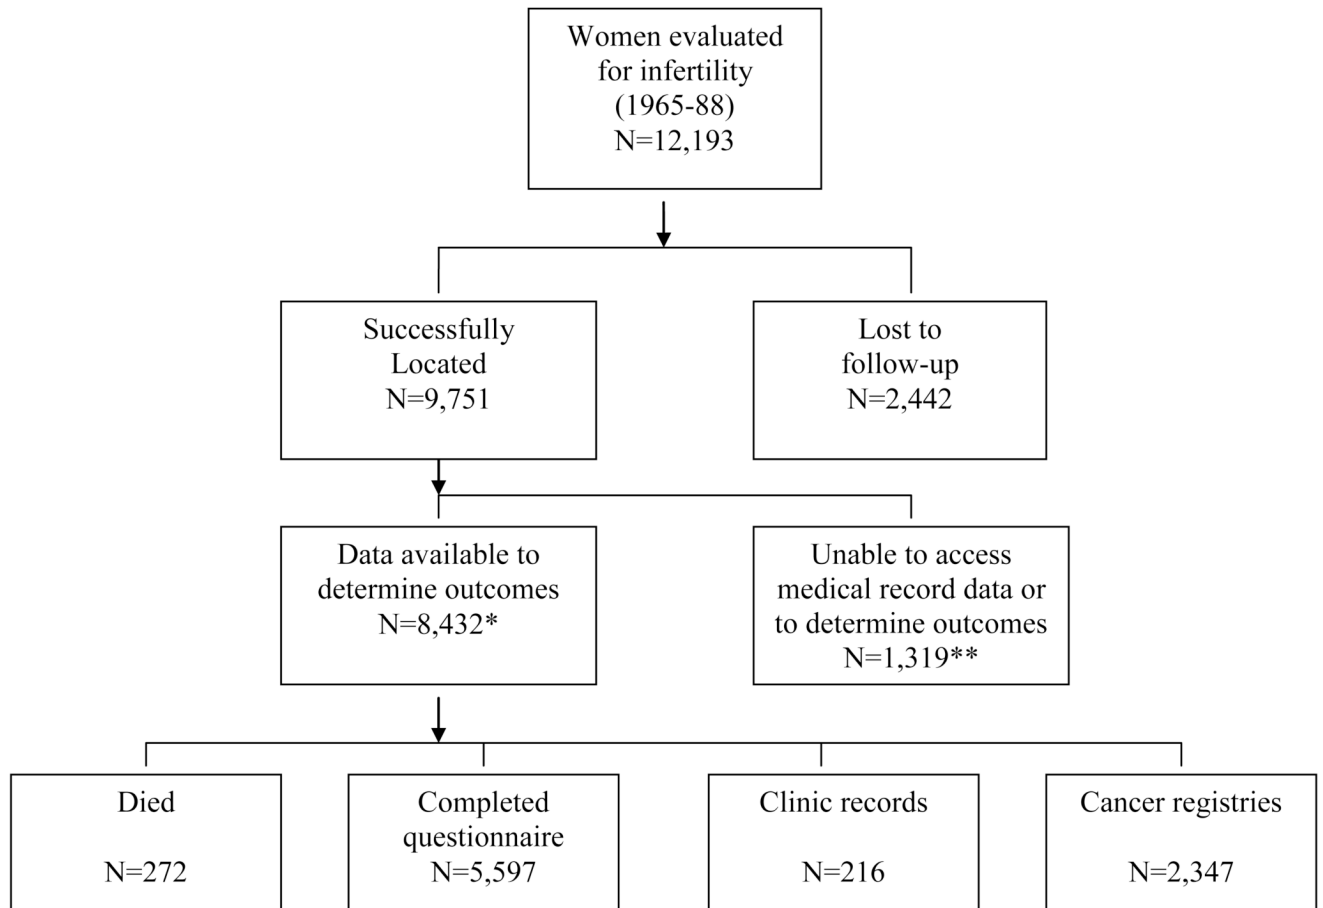 Women evaluated
for infertility
(1965-88)
N=12,193
Successfully
Located
N=9,751
Lost to
follow-up
N=2,442
Data available to
determine outcomes
N=8,432*
Unable to access
medical record data or
to determine outcomes
N=1,319**
Died
N=272
Completed
questionnaire
N=5,597
Clinic records
N=216
Cancer registries
N=2,347